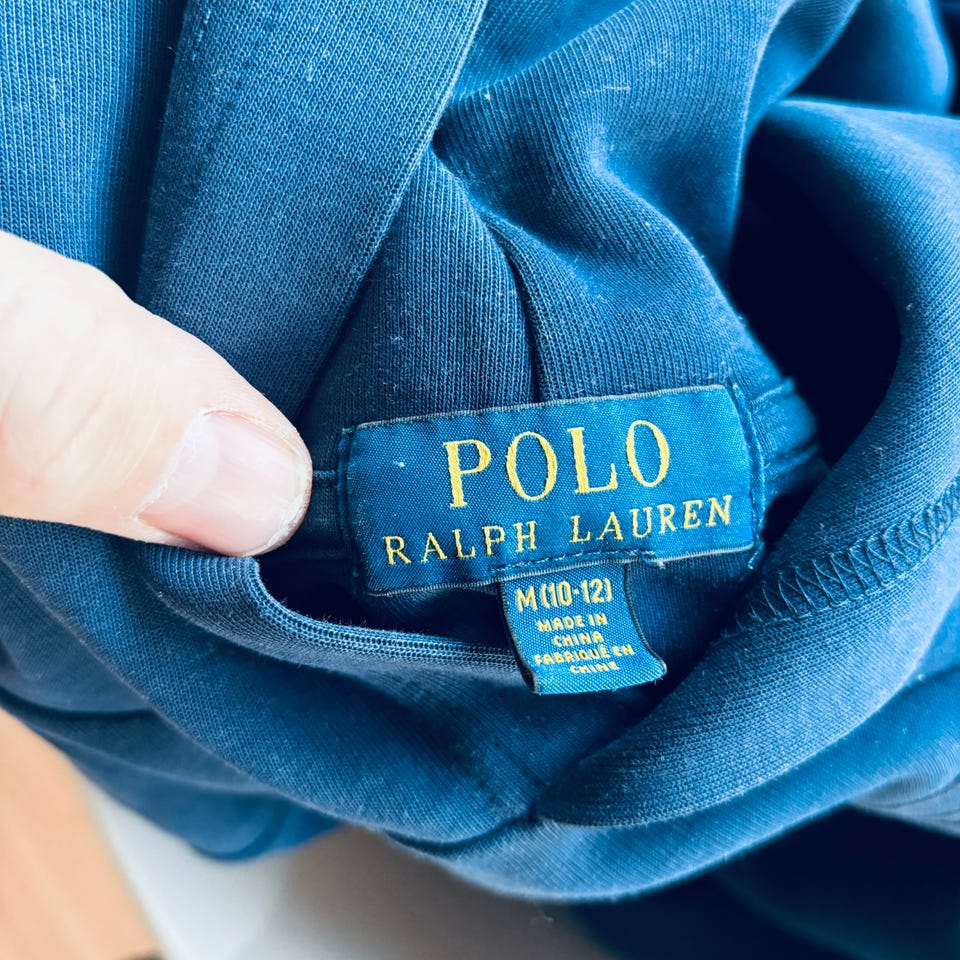 POLO
RALPH LAUREN
M(10-12)
MADE IN
CHINA
FABRIQUÉ EN
CHINE